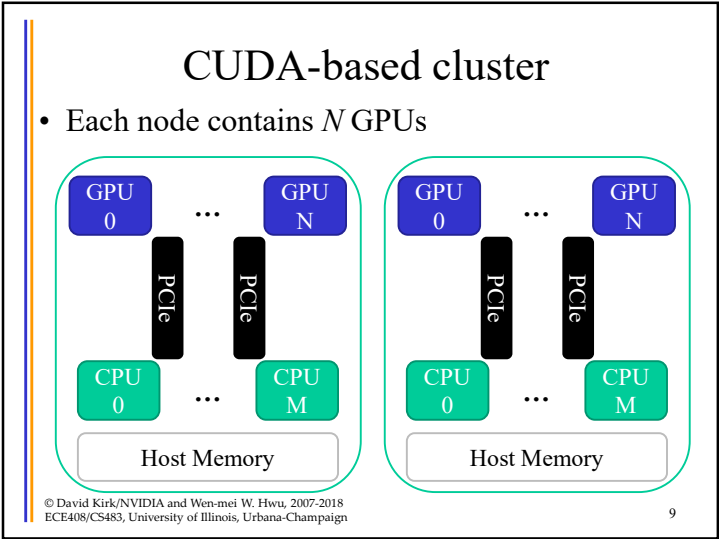 CUDA-based cluster
• Each node contains N GPUs
GPU
0
...
GPU
N
PCIe
PCIe
CPU
0
...
CPU
M
Host Memory
GPU
0
...
GPU
N
PCIe
PCIe
CPU
0
...
CPU
M
Host Memory
© David Kirk/NVIDIA and Wen-mei W. Hwu, 2007-2018
ECE408/CS483, University of Illinois, Urbana-Champaign
9